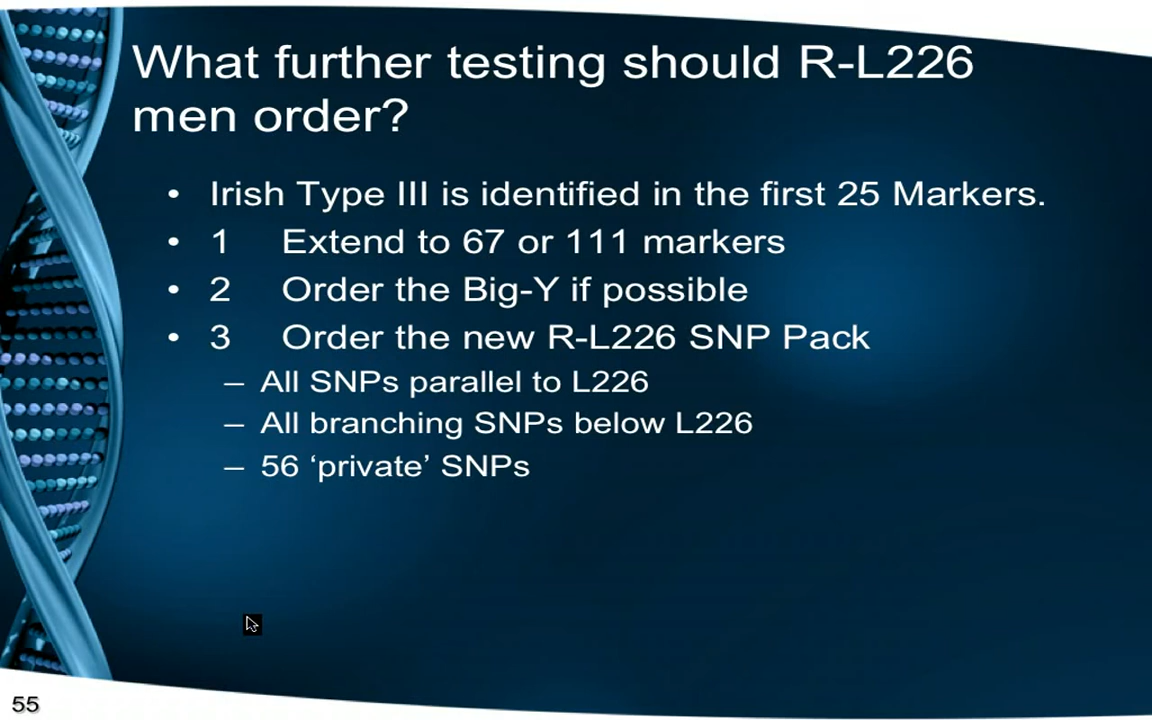 What further testing should R-L226
men order?
• Irish Type III is identified in the first 25 Markers.
• 1 Extend to 67 or 111 markers
• 2 Order the Big-Y if possible
• 3 Order the new R-L226 SNP Pack
– All SNPs parallel to L226
– All branching SNPs below L226
– 56 ‘private’ SNPs
55